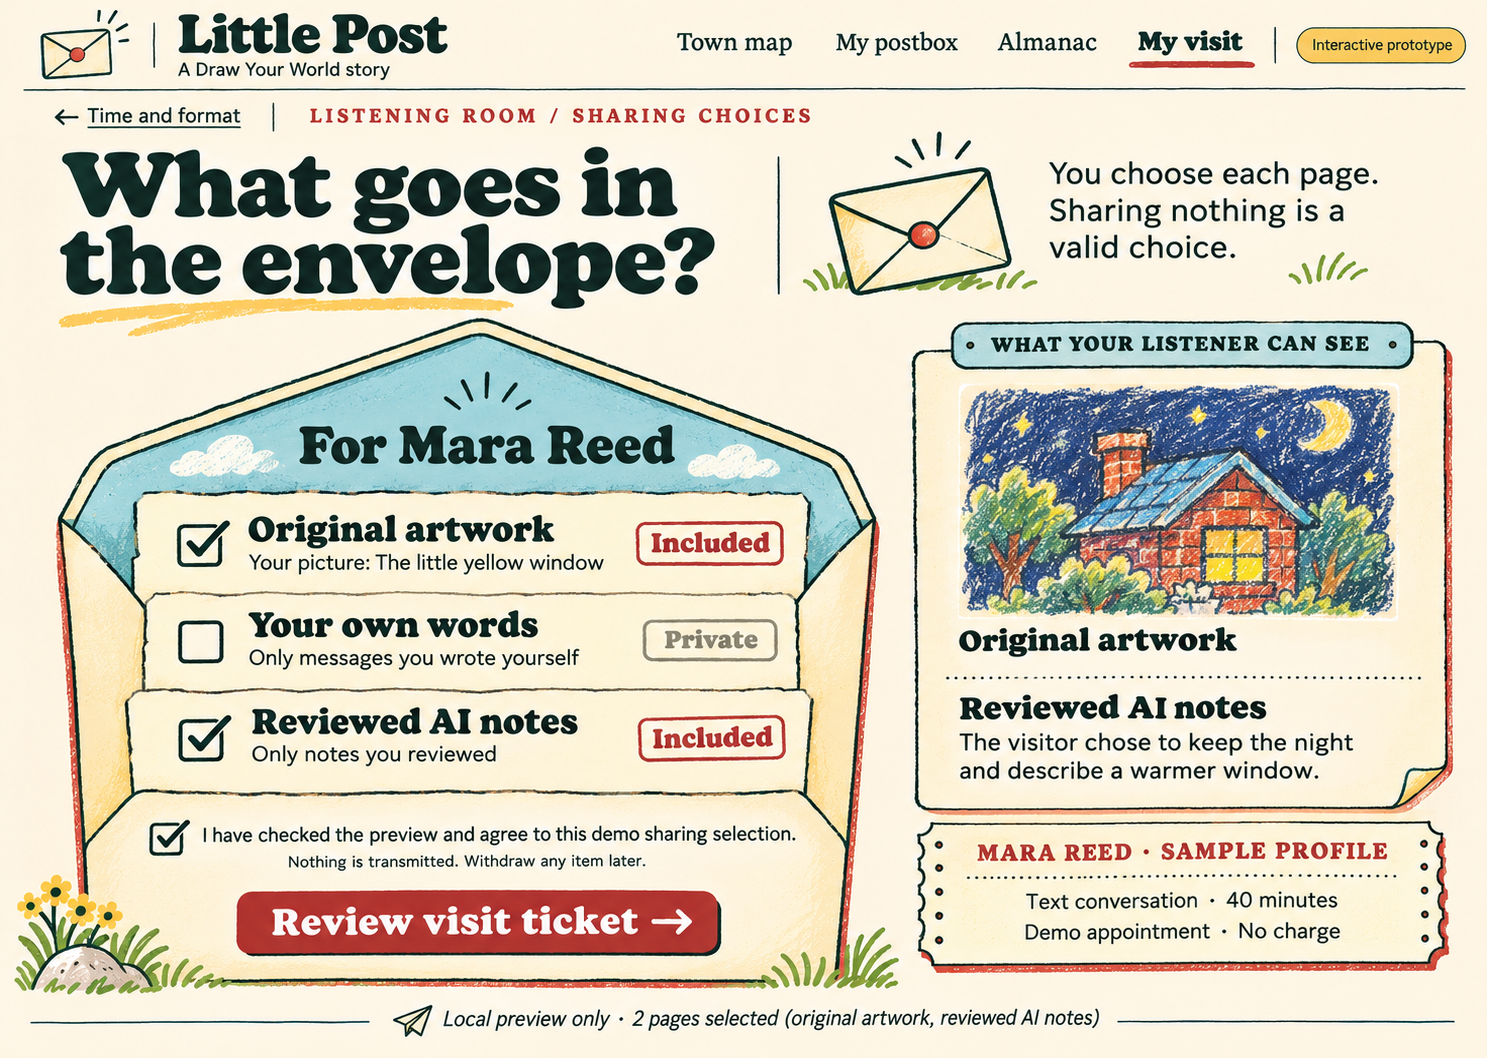 Little Post
A Draw Your World story
Town map
My postbox
Almanac
My visit
Interactive prototype
← Time and format
LISTENING ROOM / SHARING CHOICES
What goes in
the envelope?
You choose each page.
Sharing nothing is a
valid choice.
For Mara Reed
Original artwork
Your picture: The little yellow window
Included
Your own words
Only messages you wrote yourself
Private
Reviewed AI notes
Only notes you reviewed
Included
I have checked the preview and agree to this demo sharing selection.
Nothing is transmitted. Withdraw any item later.
Review visit ticket →
WHAT YOUR LISTENER CAN SEE
Original artwork
Reviewed AI notes
The visitor chose to keep the night
and describe a warmer window.
MARA REED · SAMPLE PROFILE
Text conversation · 40 minutes
Demo appointment · No charge
Local preview only · 2 pages selected (original artwork, reviewed AI notes)